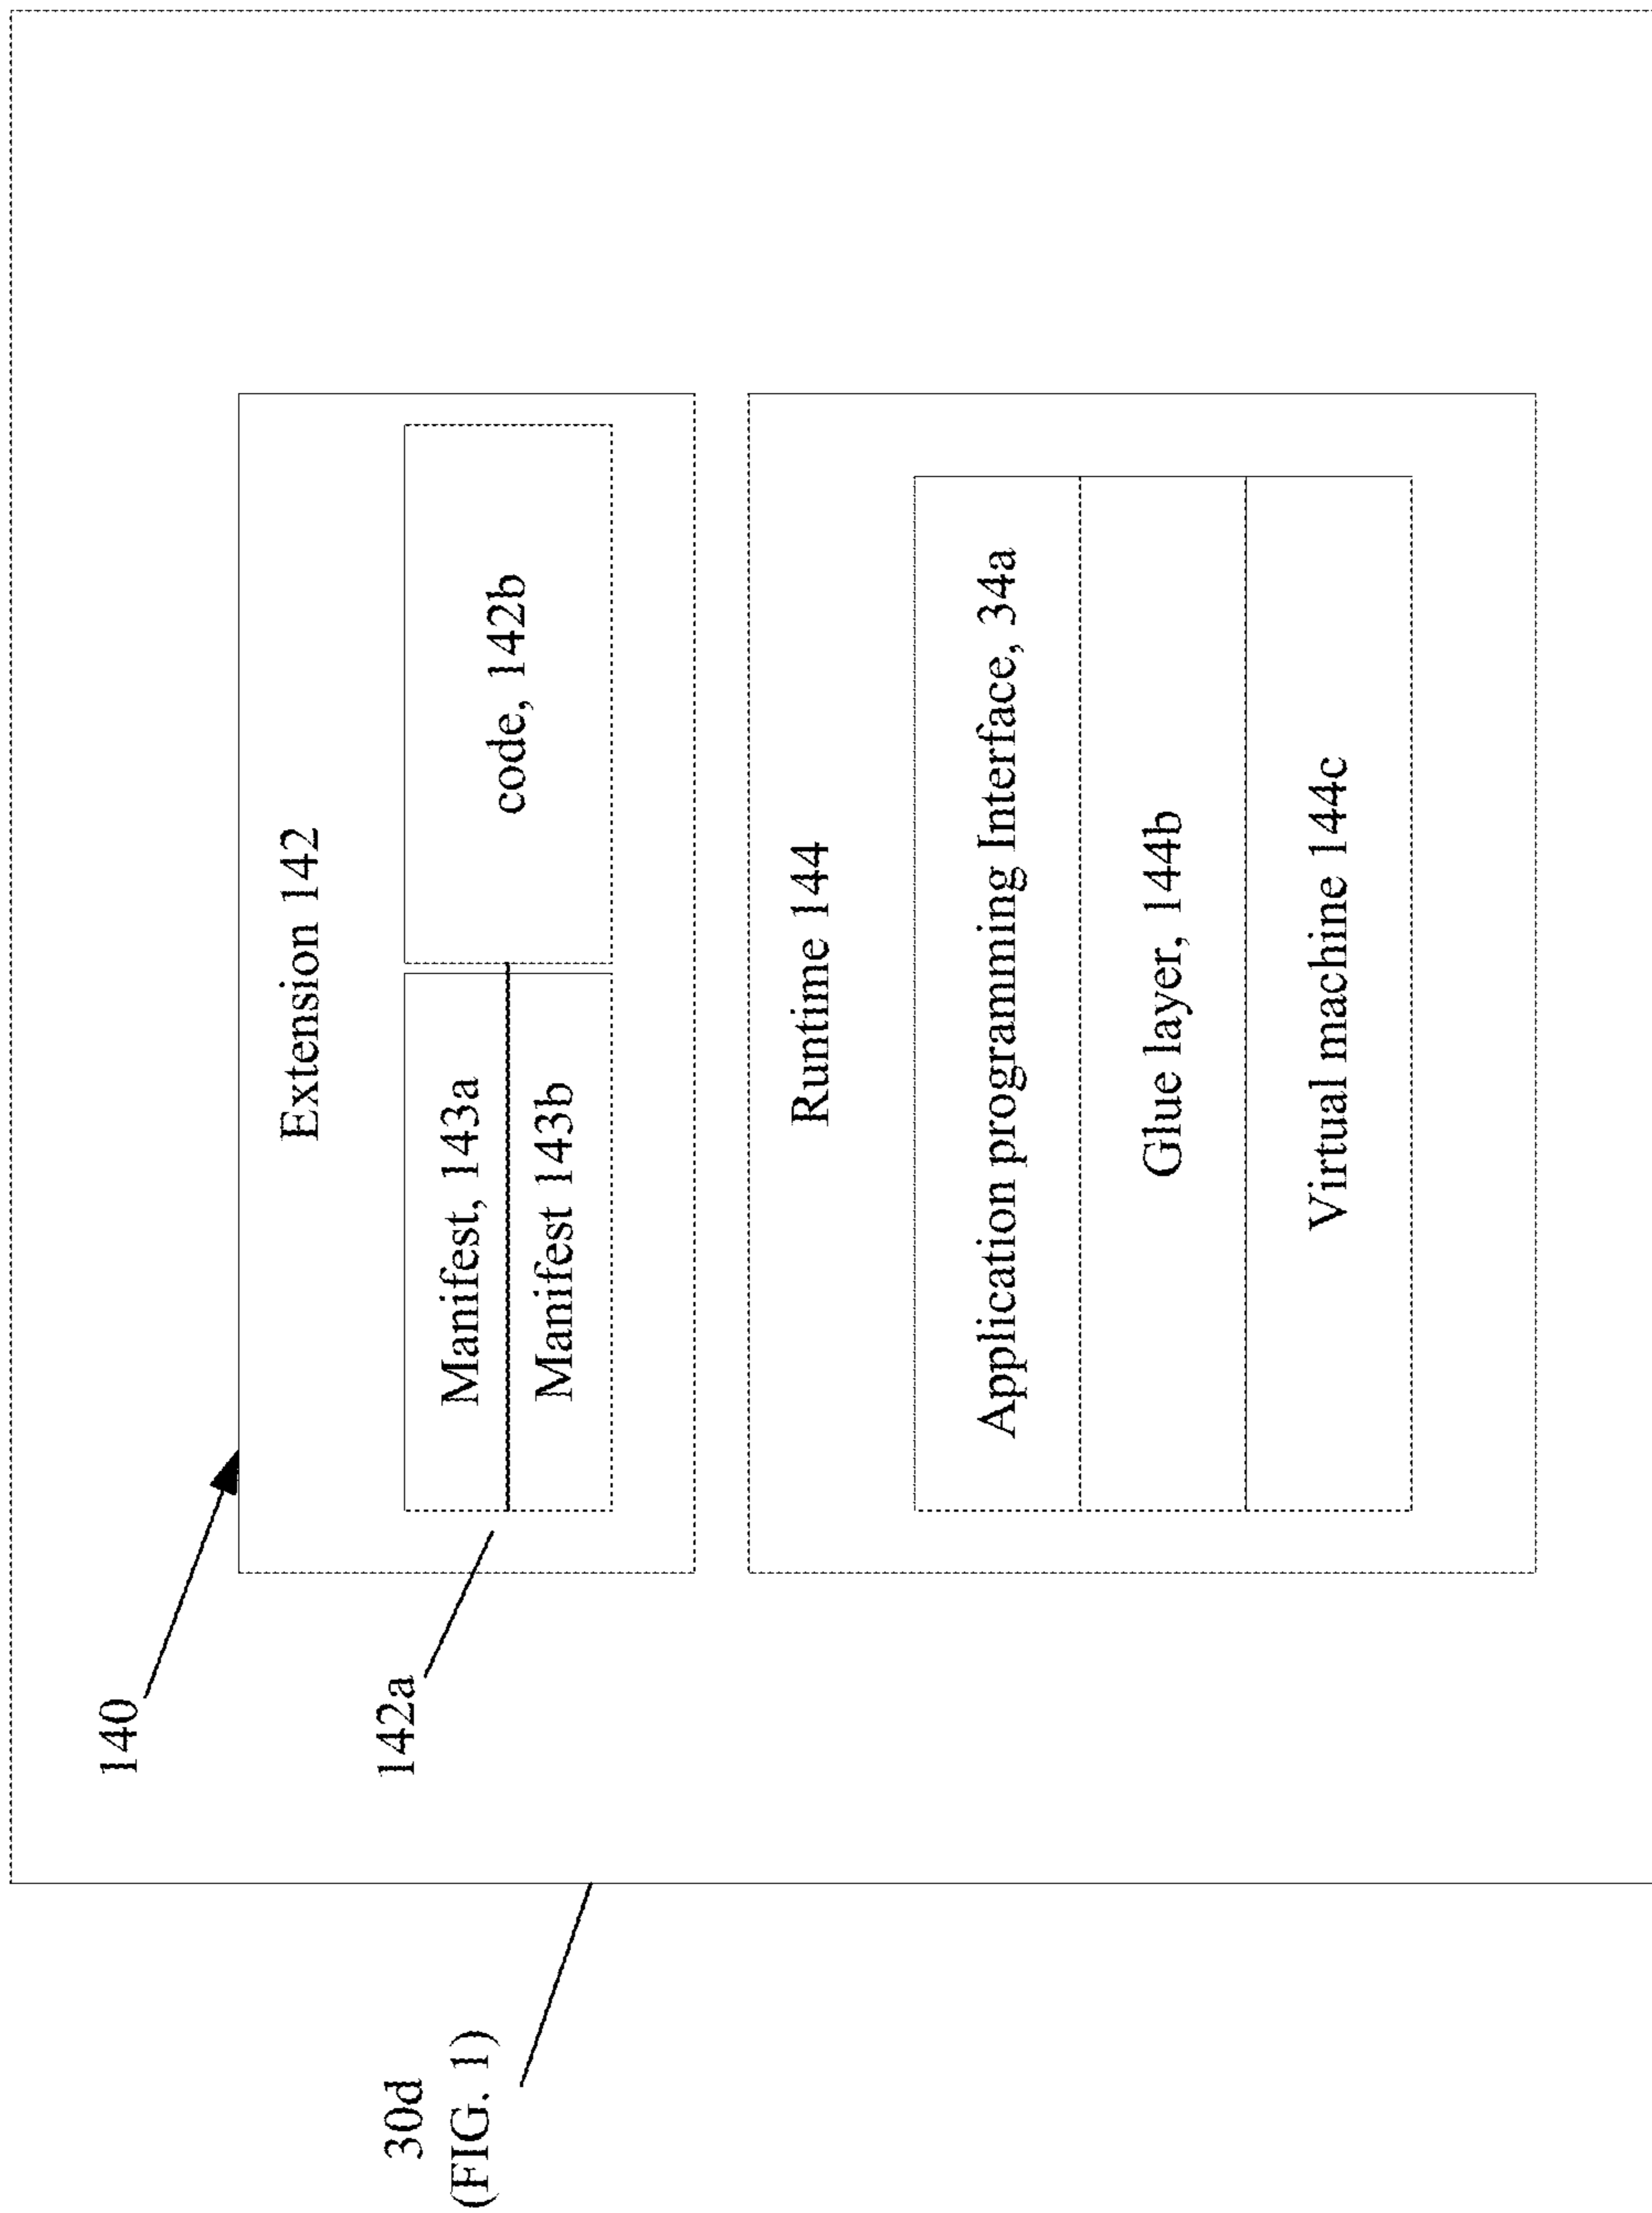 140
Extension 142
142a
Manifest, 143a
Manifest 143b
code, 142b
30d
(FIG. 1)
Runtime 144
Application programming Interface, 34a
Glue layer, 144b
Virtual machine 144c